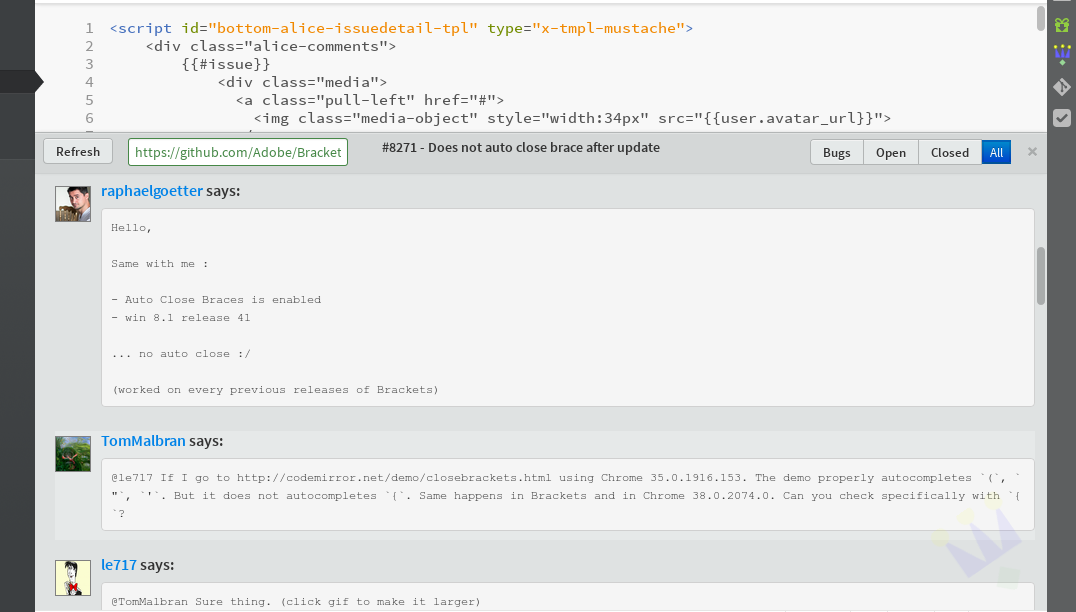 1 <script id="bottom-alice-issuedetail-tpl" type="x-tmpl-mustache">
2 <div class="alice-comments">
3 {{#issue}}
4 <div class="media">
5 <a class="pull-left" href="#">
6 <img class="media-object" style="width:34px" src="{{user.avatar_url}}">
Refresh
https://github.com/Adobe/Bracket
#8271 - Does not auto close brace after update
Bugs Open Closed All ×
raphaelgoetter says:
Hello,
Same with me :
- Auto Close Braces is enabled
- win 8.1 release 41
... no auto close :/
(worked on every previous releases of Brackets)
TomMalbran says:
@le717 If I go to http://codemirror.net/demo/closebrackets.html using Chrome 35.0.1916.153. The demo properly autocompletes `(`, `
"`, `'`. But it does not autocompletes `{`. Same happens in Brackets and in Chrome 38.0.2074.0. Can you check specifically with `{
`?
le717 says:
@TomMalbran Sure thing. (click gif to make it larger)